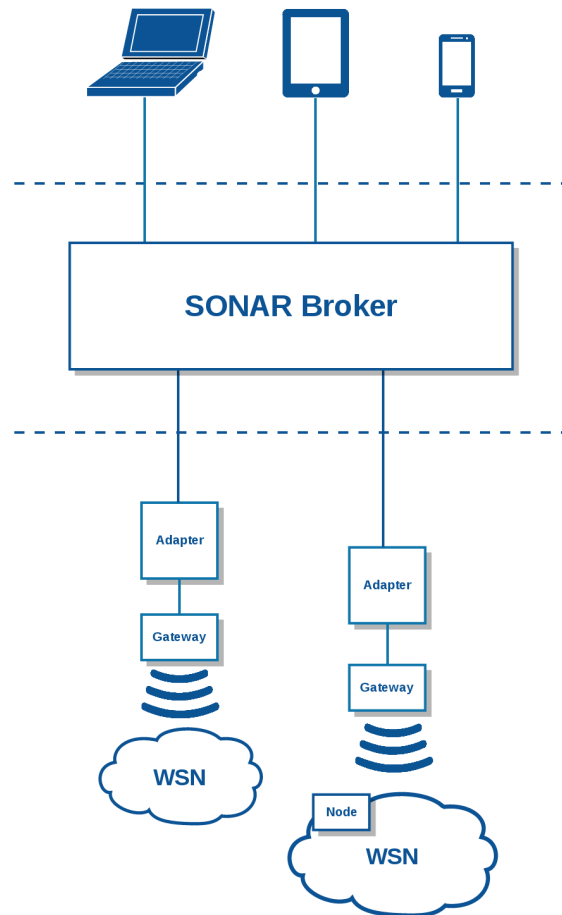 SONAR Broker
Adapter
Gateway
WSN
Adapter
Gateway
Node
WSN